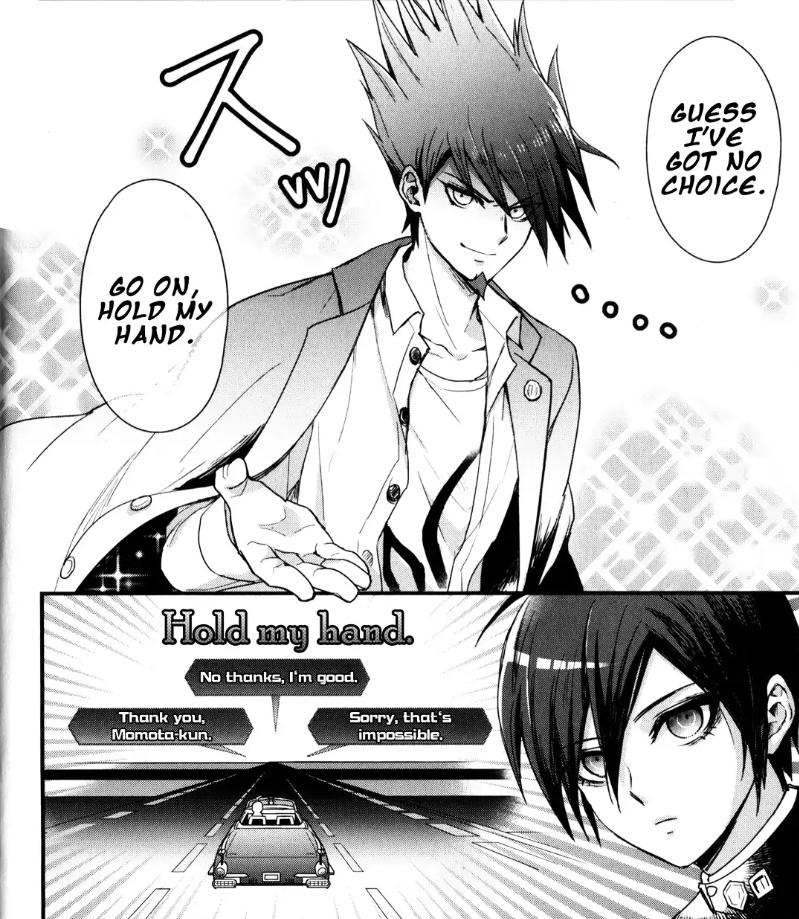 GUESS
I'VE
GOT NO
CHOICE.
スッ
GO ON,
HOLD MY
HAND.
Hold my hand.
No thanks, I'm good.
Thank you,
Momota-kun.
Sorry, that's
impossible.